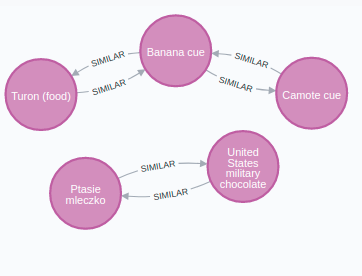 Banana cue
SIMILAR
SIMILAR
Turon (food)
SIMILAR
SIMILAR
Camote cue
United
States
military
chocolate
SIMILAR
SIMILAR
Ptasie
mleczko